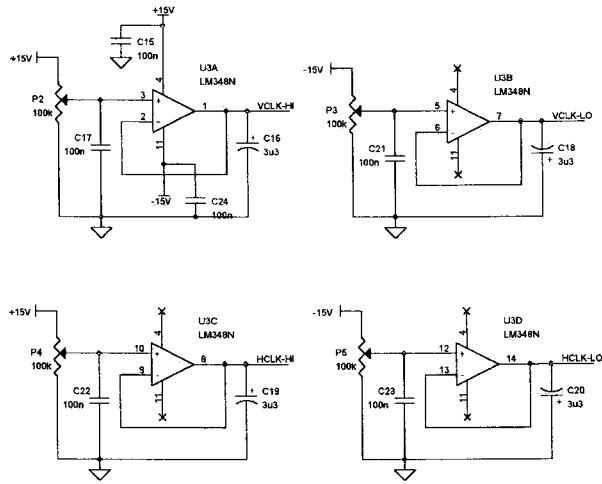 +15V
C15
100n
+15V
U3A
LM348N
P2
100k
C17
100n
3
2
4
11
1
+
-
VCLK-HI
+
C16
3u3
-15V
C24
100n
-15V
U3B
LM348N
P3
100k
C21
100n
5
6
4
11
7
+
-
VCLK-LO
C18
+
3u3
+15V
U3C
LM348N
P4
100k
C22
100n
10
9
4
11
8
+
-
HCLK-HI
+
C19
3u3
-15V
U3D
LM348N
P5
100k
C23
100n
12
13
4
11
14
+
-
HCLK-LO
C20
+
3u3